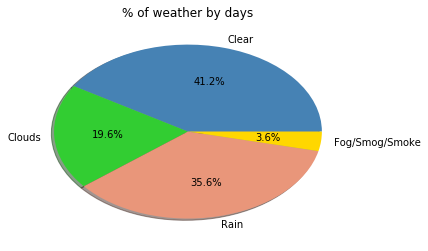 % of weather by days
Clear
41.2%
Clouds
19.6%
3.6%
Fog/Smog/Smoke
35.6%
Rain